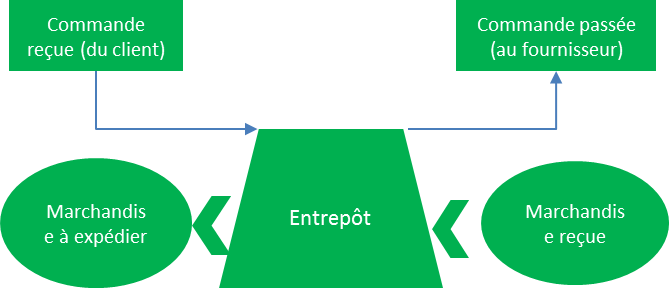 Commande
reçue (du client)
Commande passée
(au fournisseur)
Marchandis
e à expédier
Entrepôt
Marchandis
e reçue